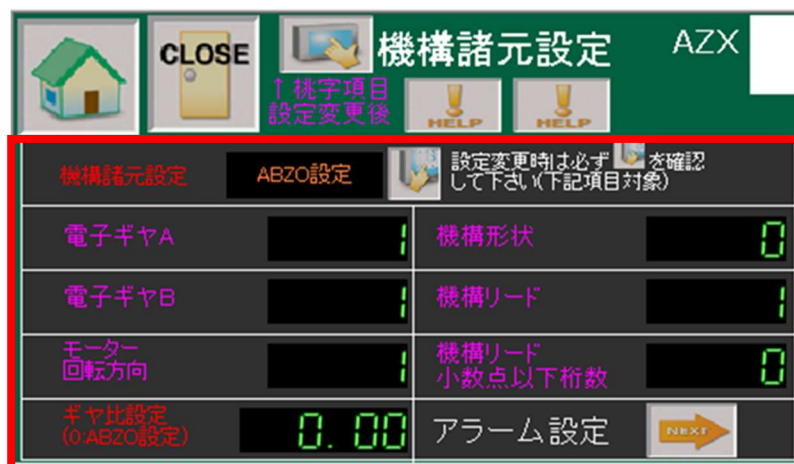 CLOSE
機構諸元設定
AZX
↑桃字項目
設定変更後
HELP
HELP
機構諸元設定
ABZO設定
設定変更時は必ず を確認
して下さい(下記項目対象)
電子ギヤA
1
機構形状
0
電子ギヤB
1
機構リード
1
モーター
回転方向
1
機構リード
小数点以下桁数
0
ギヤ比設定
(0:ABZO設定)
0.00
アラーム設定
NEXT